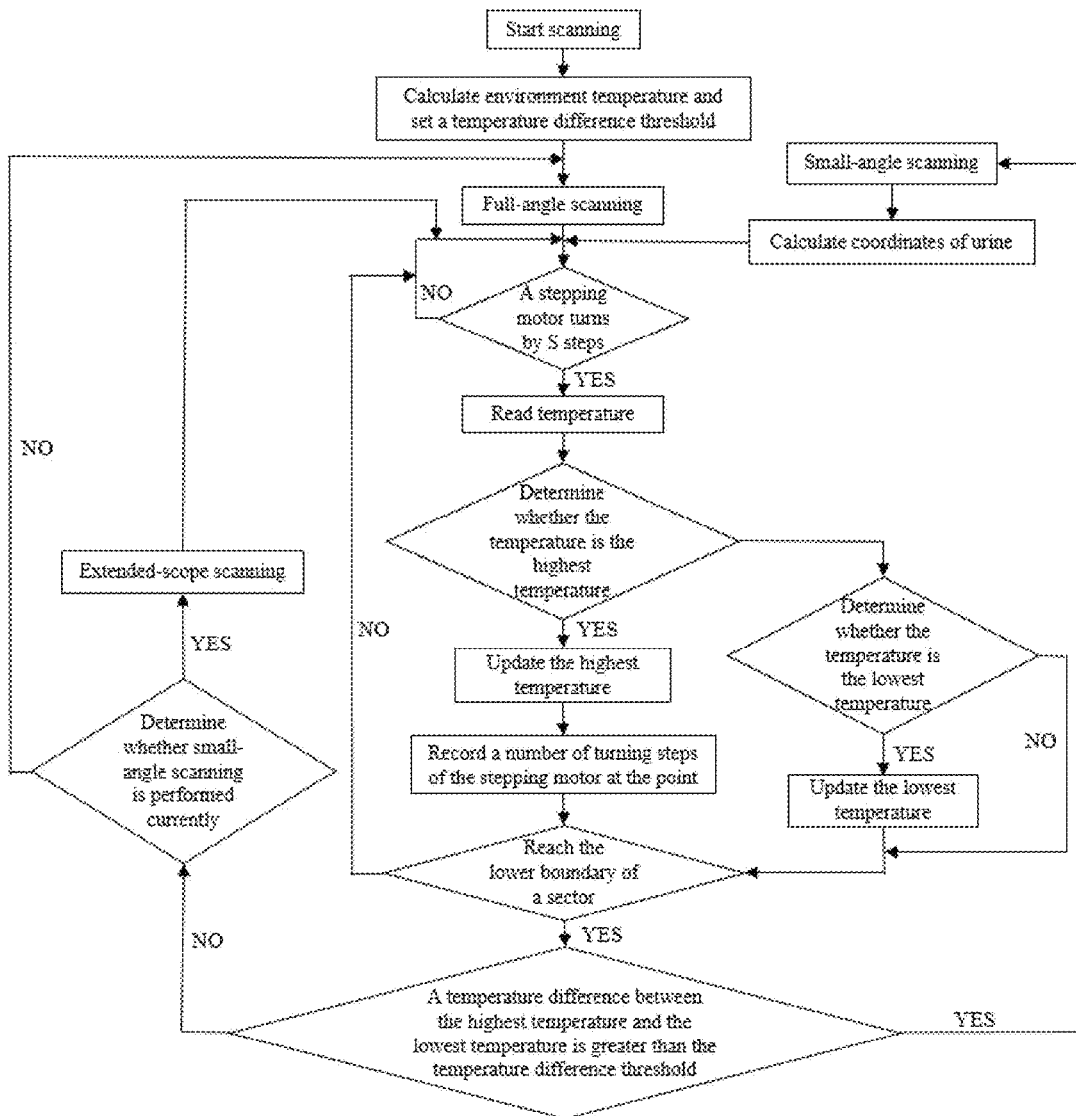 Start scanning
Calculate environment temperature and
set a temperature difference threshold
Small-angle scanning
Full-angle scanning
Calculate coordinates of urine
NO
A
stepping
motor turns
by S steps
YES
Read temperature
NO
Determine
whether the
temperature is the
highest
temperature
Extended-scope scanning
NO
Determine
whether the
temperature is
the lowest
temperature
YES
YES
Update the highest
temperature
Determine
whether small-
angle scanning
is performed
currently
Record a number of turning steps
of the stepping motor at the point
YES
NO
Update the lowest
temperature
Reach the
lower boundary of
a sector
NO
YES
A temperature difference between
the highest temperature and the
lowest temperature is greater than the
temperature difference threshold
YES